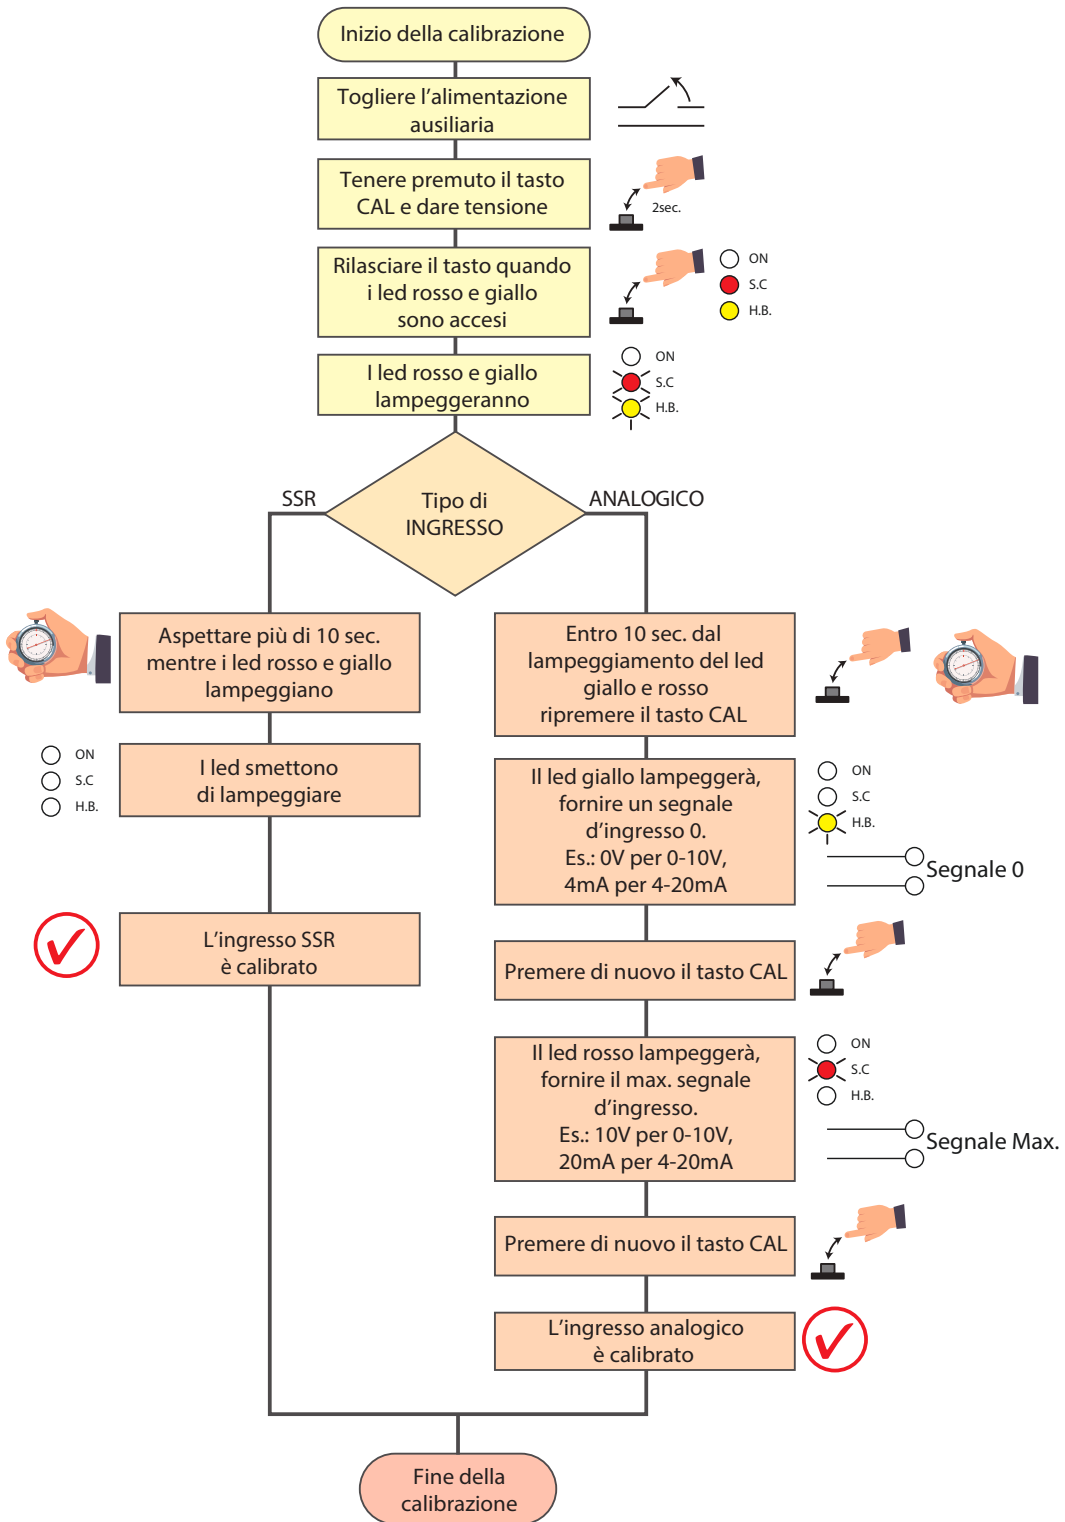 Inizio della calibrazione
Togliere l'alimentazione
ausiliaria
Tenere premuto il tasto
CAL e dare tensione
2sec.
Rilasciare il tasto quando
i led rosso e giallo
sono accesi
ON
S.C
H.B.
I led rosso e giallo
lampeggeranno
ON
S.C
H.B.
Tipo di
INGRESSO
SSR
ANALOGICO
Aspettare più di 10 sec.
mentre i led rosso e giallo
lampeggiano
I led smettono
di lampeggiare
ON
S.C
H.B.
L'ingresso SSR
è calibrato
Entro 10 sec. dal
lampeggiamento del led
giallo e rosso
ripremere il tasto CAL
Il led giallo lampeggerà,
fornire un segnale
d'ingresso 0.
Es.: 0V per 0-10V,
4mA per 4-20mA
ON
S.C
H.B.
Segnale 0
Premere di nuovo il tasto CAL
Il led rosso lampeggerà,
fornire il max. segnale
d'ingresso.
Es.: 10V per 0-10V,
20mA per 4-20mA
ON
S.C
H.B.
Segnale Max.
Premere di nuovo il tasto CAL
L'ingresso analogico
è calibrato
Fine della
calibrazione